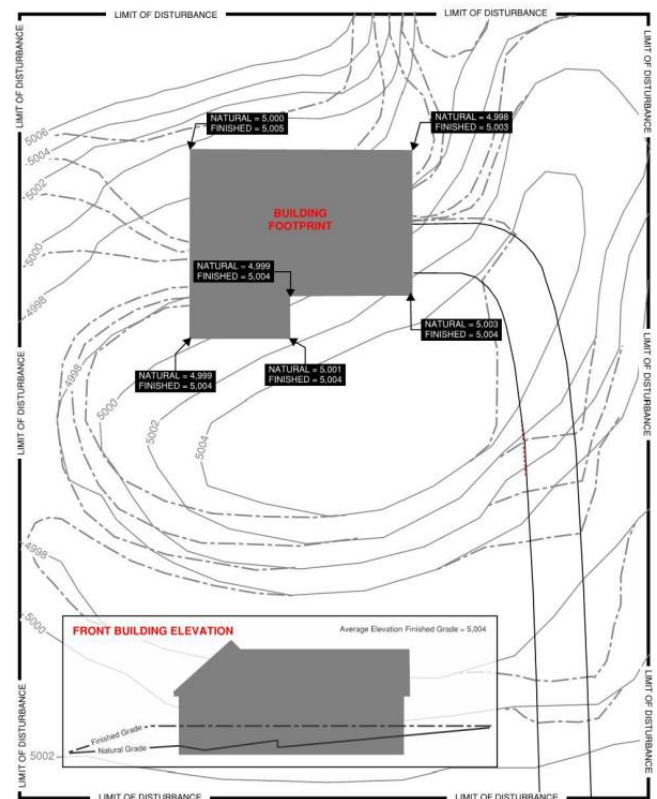 LIMIT OF DISTURBANCE
LIMIT OF DISTURBANCE
LIMIT OF DISTURBANCE
LIMIT OF DISTURBANCE
NATURAL = 5,000
FINISHED = 5,005
NATURAL = 4,998
FINISHED = 5,003
5006
5004
5002
5000
4998
BUILDING
FOOTPRINT
NATURAL = 4,999
FINISHED = 5,004
NATURAL = 5,003
FINISHED = 5,004
NATURAL = 4,999
FINISHED = 5,004
NATURAL = 5,001
FINISHED = 5,004
LIMIT OF DISTURBANCE
LIMIT OF DISTURBANCE
4998
5000
5002
5004
4998
5000
FRONT BUILDING ELEVATION
Average Elevation Finished Grade = 5,004
Finished Grade
Natural Grade
5002
LIMIT OF DISTURBANCE
LIMIT OF DISTURBANCE
LIMIT OF DISTURBANCE
LIMIT OF DISTURBANCE